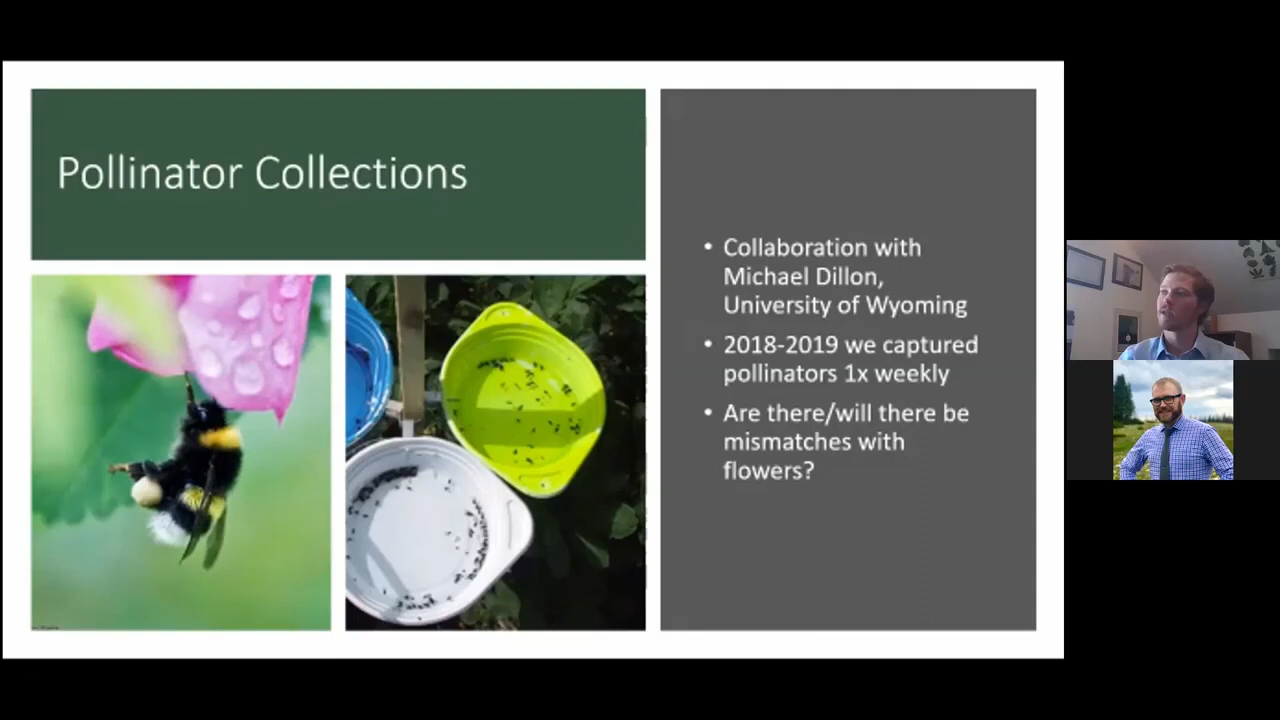 Pollinator Collections
• Collaboration with
Michael Dillon,
University of Wyoming
• 2018-2019 we captured
pollinators 1x weekly
• Are there/will there be
mismatches with
flowers?